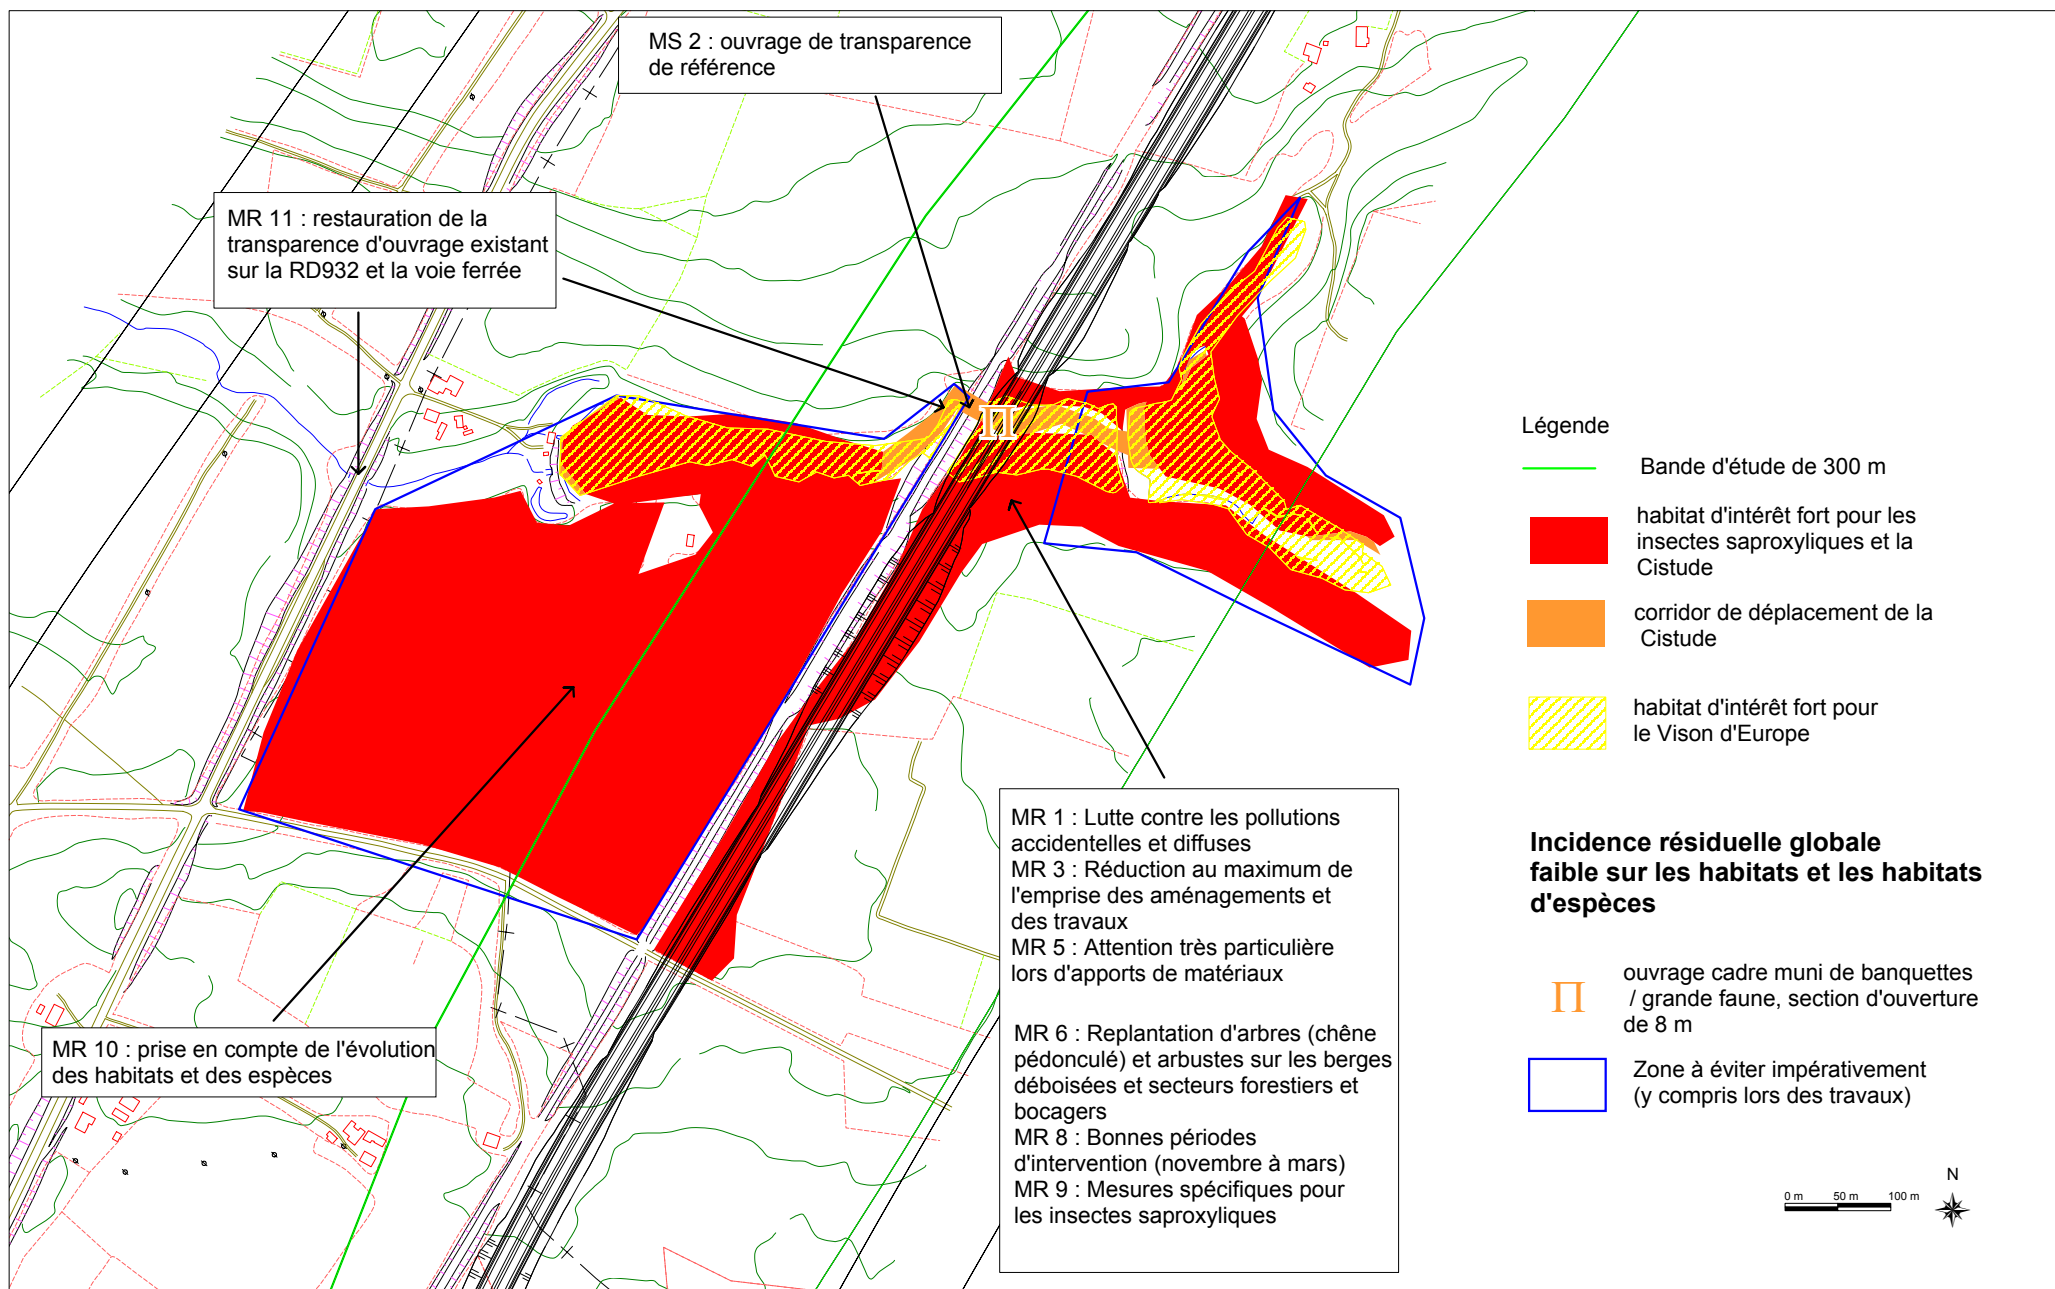 MS 2 : ouvrage de transparence
de référence
MR 11 : restauration de la
transparence d'ouvrage existant
sur la RD932 et la voie ferrée
Π
MR 10 : prise en compte de l'évolution
des habitats et des espèces
MR 1 : Lutte contre les pollutions
accidentelles et diffuses
MR 3 : Réduction au maximum de
l'emprise des aménagements et
des travaux
MR 5 : Attention très particulière
lors d'apports de matériaux
MR 6 : Replantation d'arbres (chêne
pédonculé) et arbustes sur les berges
déboisées et secteurs forestiers et
bocagers
MR 8 : Bonnes périodes
d'intervention (novembre à mars)
MR 9 : Mesures spécifiques pour
les insectes saproxyliques
Légende
Bande d'étude de 300 m
habitat d'intérêt fort pour les
insectes saproxyliques et la
Cistude
corridor de déplacement de la
Cistude
habitat d'intérêt fort pour
le Vison d'Europe
Incidence résiduelle globale
faible sur les habitats et les habitats
d'espèces
Π
ouvrage cadre muni de banquettes
/ grande faune, section d'ouverture
de 8 m
Zone à éviter impérativement
(y compris lors des travaux)
0 m 50 m 100 m
N